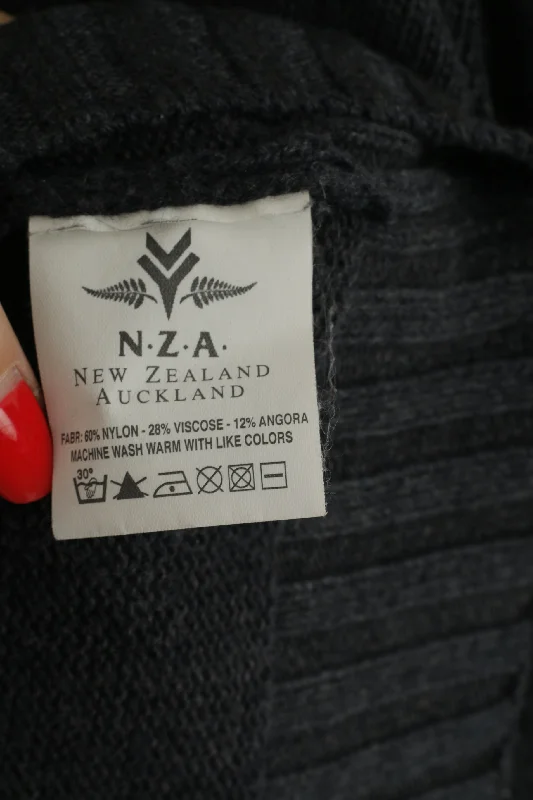 N·Z·A·
NEW ZEALAND
AUCKLAND
FABR: 60% NYLON - 28% VISCOSE - 12% ANGORA
MACHINE WASH WARM WITH LIKE COLORS
30°